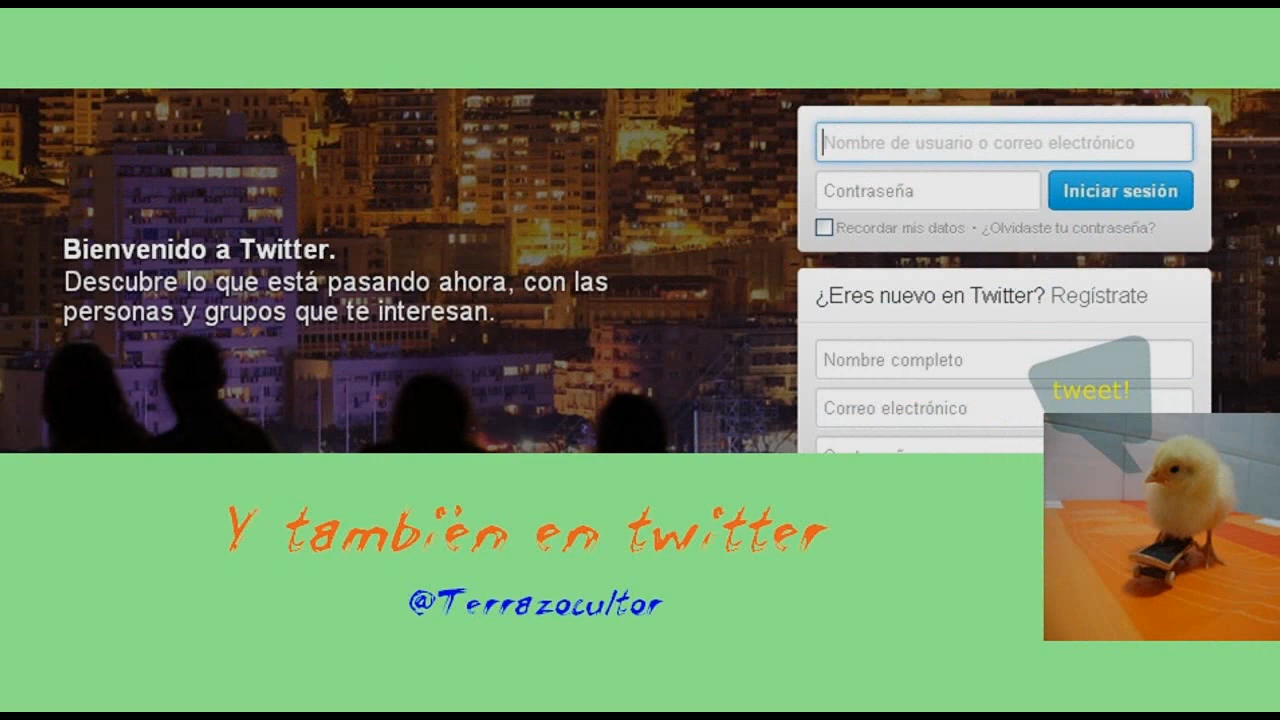 Bienvenido a Twitter.
Descubre lo que está pasando ahora, con las
personas y grupos que te interesan.
Nombre de usuario o correo electrónico
Contraseña
Iniciar sesión
Recordar mis datos · ¿Olvidaste tu contraseña?
¿Eres nuevo en Twitter? Regístrate
Nombre completo
Correo electrónico
tweet!
Y también en twitter
@Terrazocultor